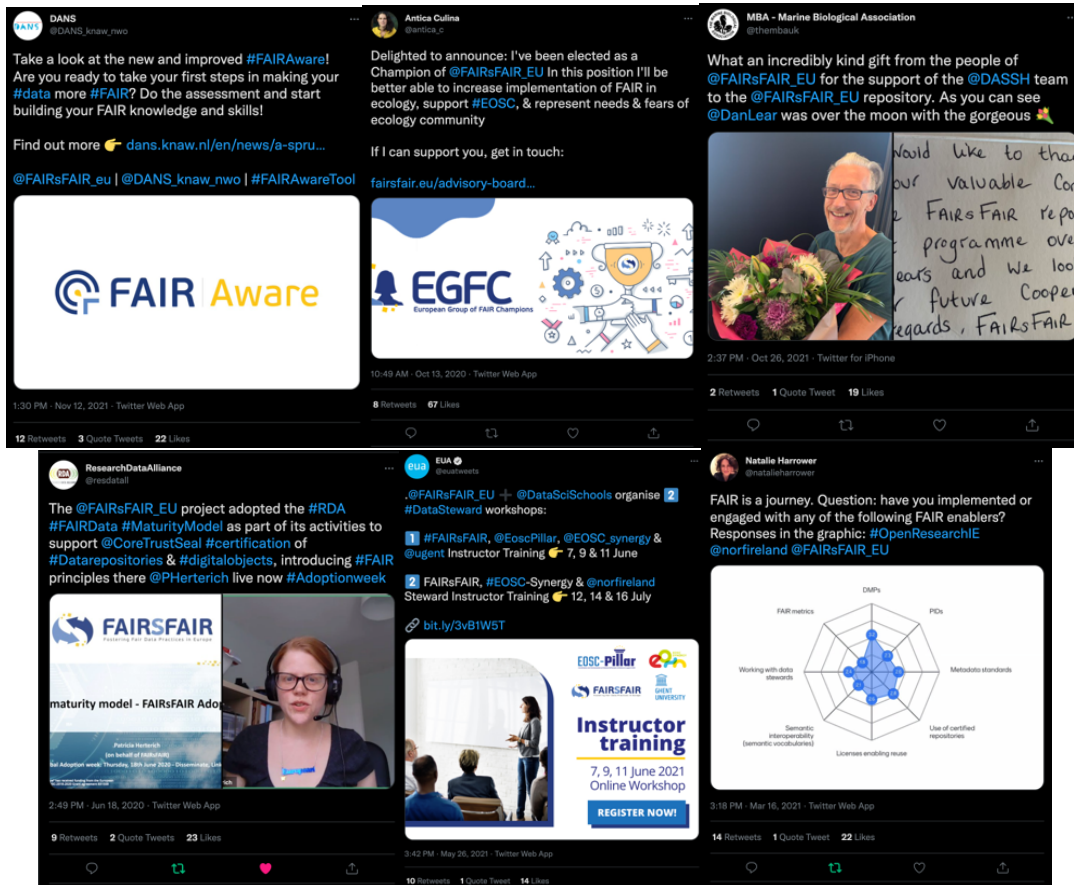 DANS
@DANS_knaw_nwo
Take a look at the new and improved #FAIRAware!
Are you ready to take your first steps in making your
#data more #FAIR? Do the assessment and start
building your FAIR knowledge and skills!
Find out more 👉 dans.knaw.nl/en/news/a-spru...
@FAIRsFAIR_eu | @DANS_knaw_nwo | #FAIRAwareTool
FAIR Aware
1:30 PM · Nov 12, 2021 · Twitter Web App
12 Retweets 3 Quote Tweets 22 Likes
Antica Culina
@antica_c
Delighted to announce: I've been elected as a
Champion of @FAIRsFAIR_EU In this position I'll be
better able to increase implementation of FAIR in
ecology, support #EOSC, & represent needs & fears of
ecology community
If I can support you, get in touch:
fairsfair.eu/advisory-board...
EGFC
European Group of FAIR Champions
10:49 AM · Oct 13, 2020 · Twitter Web App
8 Retweets 67 Likes
MBA - Marine Biological Association
@thembauk
What an incredibly kind gift from the people of
@FAIRsFAIR_EU for the support of the @DASSH team
to the @FAIRsFAIR_EU repository. As you can see
@DanLear was over the moon with the gorgeous 💐
Would like to tha
our valuable Co
FAIRsFAIR repo
programme ove
ears and we loo
future Cooper
egards, FAIRsFAIR
2:37 PM · Oct 26, 2021 · Twitter for iPhone
2 Retweets 1 Quote Tweet 19 Likes
ResearchDataAlliance
@resdatall
The @FAIRsFAIR_EU project adopted the #RDA
#FAIRData #MaturityModel as part of its activities to
support @CoreTrustSeal #certification of
#Datarepositories & #digitalobjects, introducing #FAIR
principles there @PHerterich live now #Adoptionweek
FAIRSFAIR
Fostering Fair Data Practices in Europe
maturity model - FAIRsFAIR Adop
Patricia Herterich
(on behalf of FAIRsFAIR)
al Adoption week: Thursday, 18th June 2020 - Disseminate, Lin
2:49 PM · Jun 18, 2020 · Twitter Web App
9 Retweets 2 Quote Tweets 23 Likes
EUA
@euatweets
eua
.@FAIRsFAIR_EU ➕ @DataSciSchools organise 2️⃣
#DataSteward workshops:
1️⃣ #FAIRsFAIR, @EoscPillar, @EOSC_synergy &
@ugent Instructor Training 👉 7, 9 & 11 June
2️⃣ FAIRsFAIR, #EOSC-Synergy & @norfireland
Steward Instructor Training 👉 12, 14 & 16 July
🔗 bit.ly/3vB1W5T
EOSC-Pillar
FAIRSFAIR
GHENT
UNIVERSITY
Instructor
training
7, 9, 11 June 2021
Online Workshop
REGISTER NOW!
3:42 PM · May 26, 2021 · Twitter Web App
10 Retweets 1 Quote Tweet 14 Likes
Natalie Harrower
@natalieharrower
FAIR is a journey. Question: have you implemented or
engaged with any of the following FAIR enablers?
Responses in the graphic: #OpenResearchIE
@norfireland @FAIRsFAIR_EU
DMPs
PIDs
Metadata standards
Use of certified
repositories
Licenses enabling reuse
Semantic
interoperability
(semantic vocabularies)
Working with data
stewards
FAIR metrics
3:18 PM · Mar 16, 2021 · Twitter Web App
14 Retweets 1 Quote Tweet 22 Likes